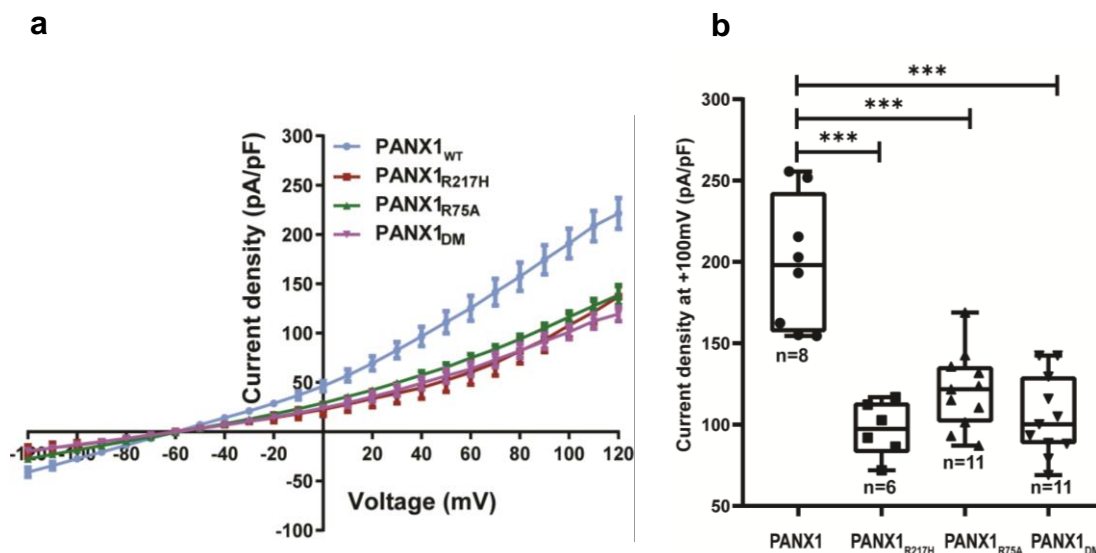 a
Current density (pA/pF)
300
250
200
150
100
50
-50
-100
PANX1WT
PANX1R217H
PANX1R75A
PANX1DM
-100 -80 -60 -40 -20 20 40 60 80 100 120
Voltage (mV)
b
Current density at +100mV (pA/pF)
300
250
200
150
100
50
***
***
***
n=8
n=6
n=11
n=11
PANX1 PANX1R217H PANX1R75A PANX1DM